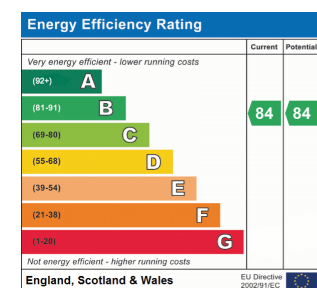 Energy Efficiency Rating
Current Potential
Very energy efficient - lower running costs
(92+) A
(81-91) B 84 84
(69-80) C
(55-68) D
(39-54) E
(21-38) F
(1-20) G
Not energy efficient - higher running costs
England, Scotland & Wales EU Directive
2002/91/EC